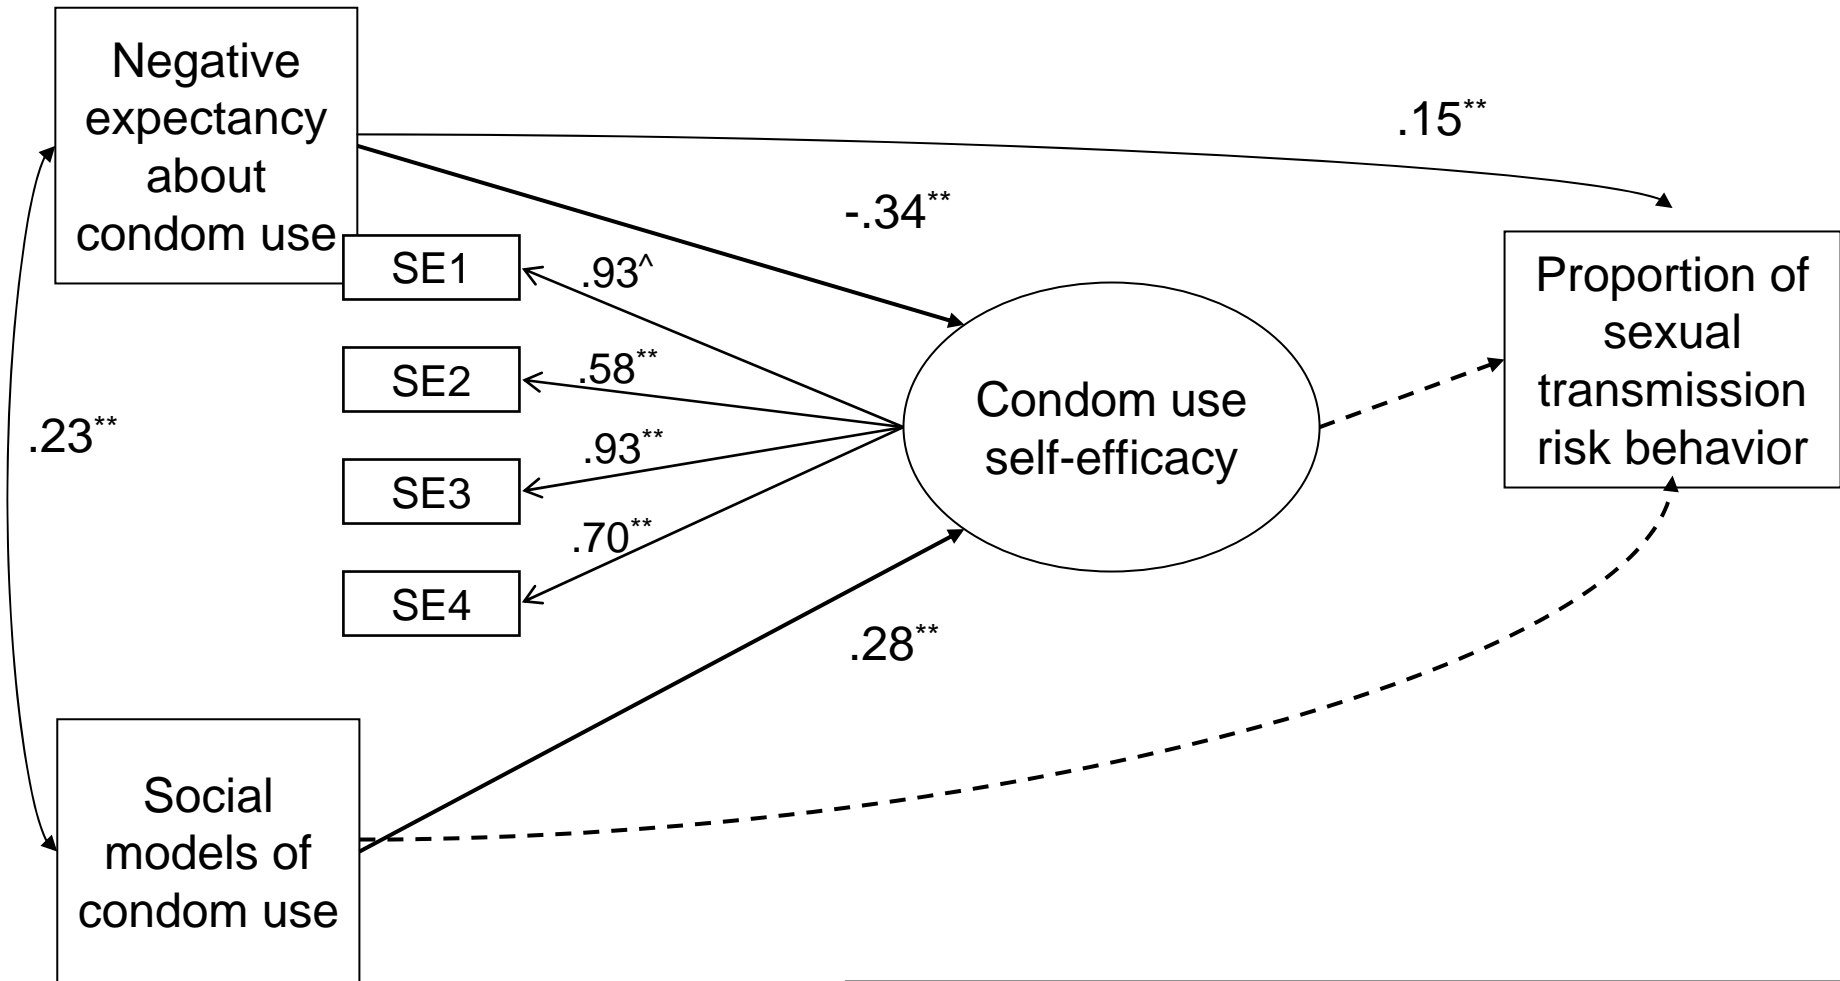 Negative
expectancy
about
condom use
.15**
-.34**
SE1
.93^
SE2
.58**
SE3
.93**
SE4
.70**
.23**
Condom use
self-efficacy
Proportion of
sexual
transmission
risk behavior
.28**
Social
models of
condom use